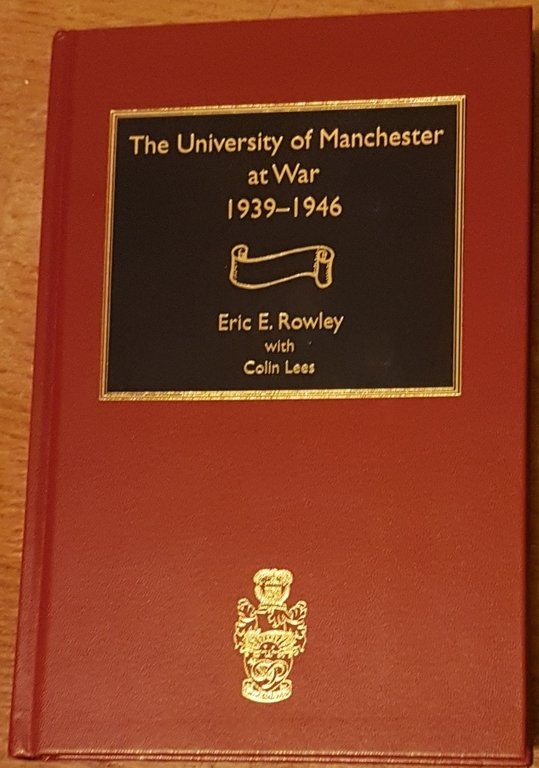 The University of Manchester
at War
1939–1946
Eric E. Rowley
with
Colin Lees